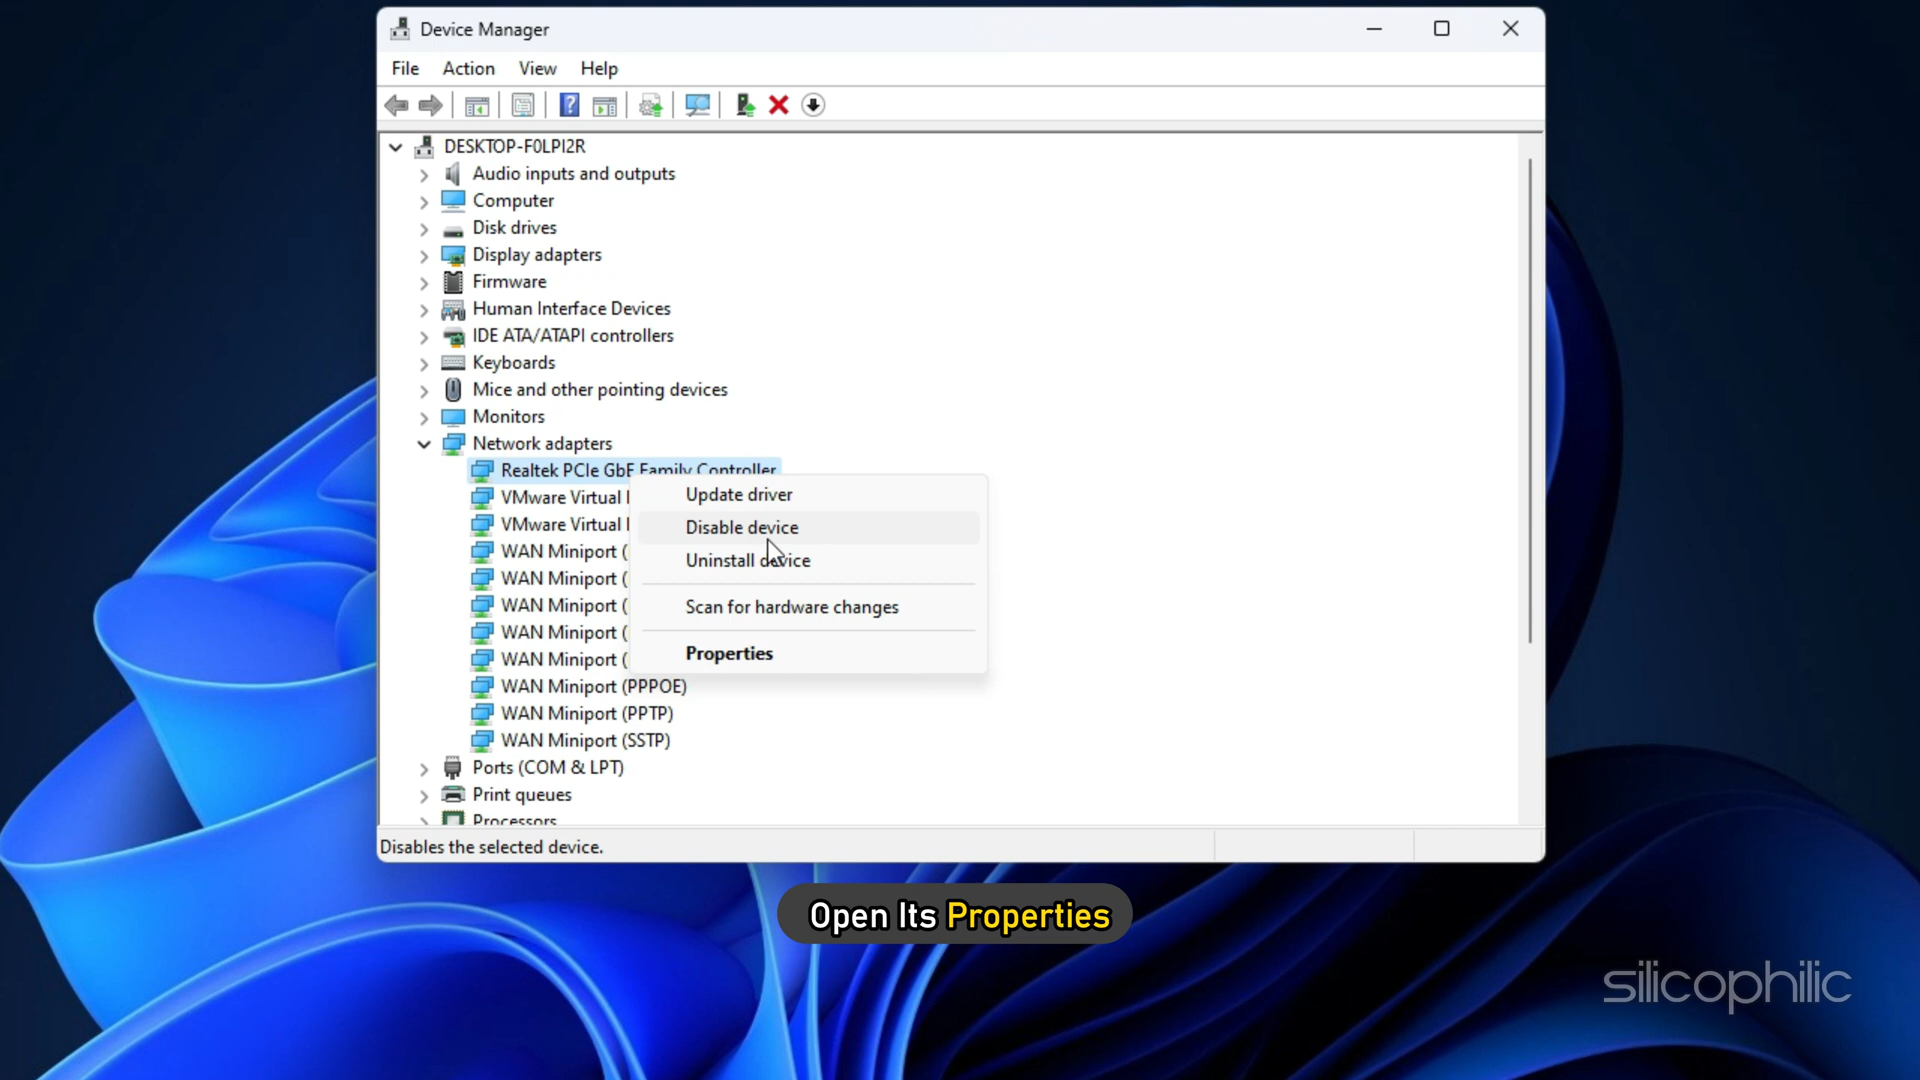 Device Manager
File Action View Help
DESKTOP-F0LPI2R
Audio inputs and outputs
Computer
Disk drives
Display adapters
Firmware
Human Interface Devices
IDE ATA/ATAPI controllers
Keyboards
Mice and other pointing devices
Monitors
Network adapters
Realtek PCIe GbE Family Controller
VMware Virtual
VMware Virtual
WAN Miniport (
WAN Miniport (
WAN Miniport (
WAN Miniport (
WAN Miniport (
WAN Miniport (PPPOE)
WAN Miniport (PPTP)
WAN Miniport (SSTP)
Ports (COM & LPT)
Print queues
Processors
Update driver
Disable device
Uninstall device
Scan for hardware changes
Properties
Disables the selected device.
Open Its Properties
silicophilic